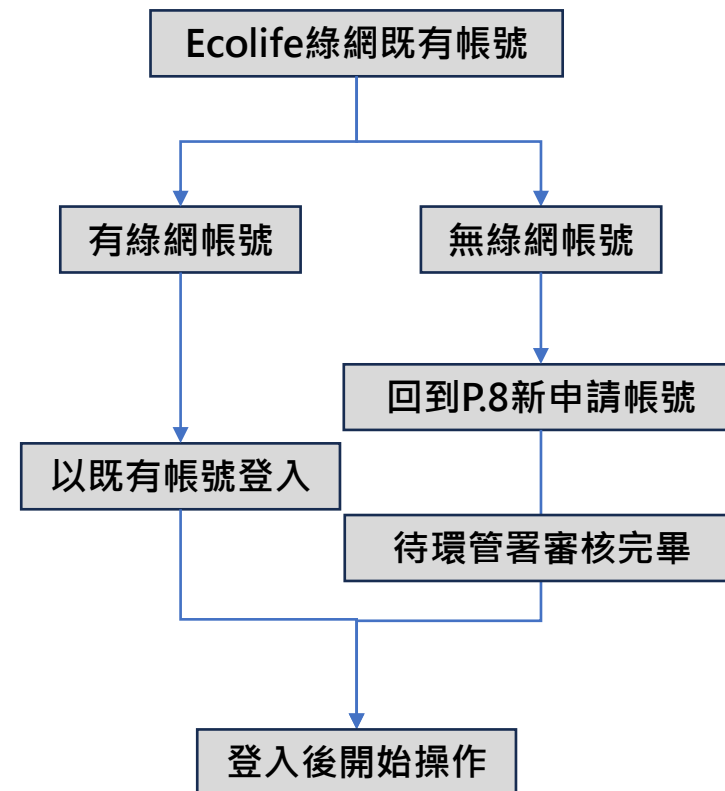 Ecolife綠網既有帳號
有綠網帳號
無綠網帳號
回到P.8新申請帳號
以既有帳號登入
待環管署審核完畢
登入後開始操作